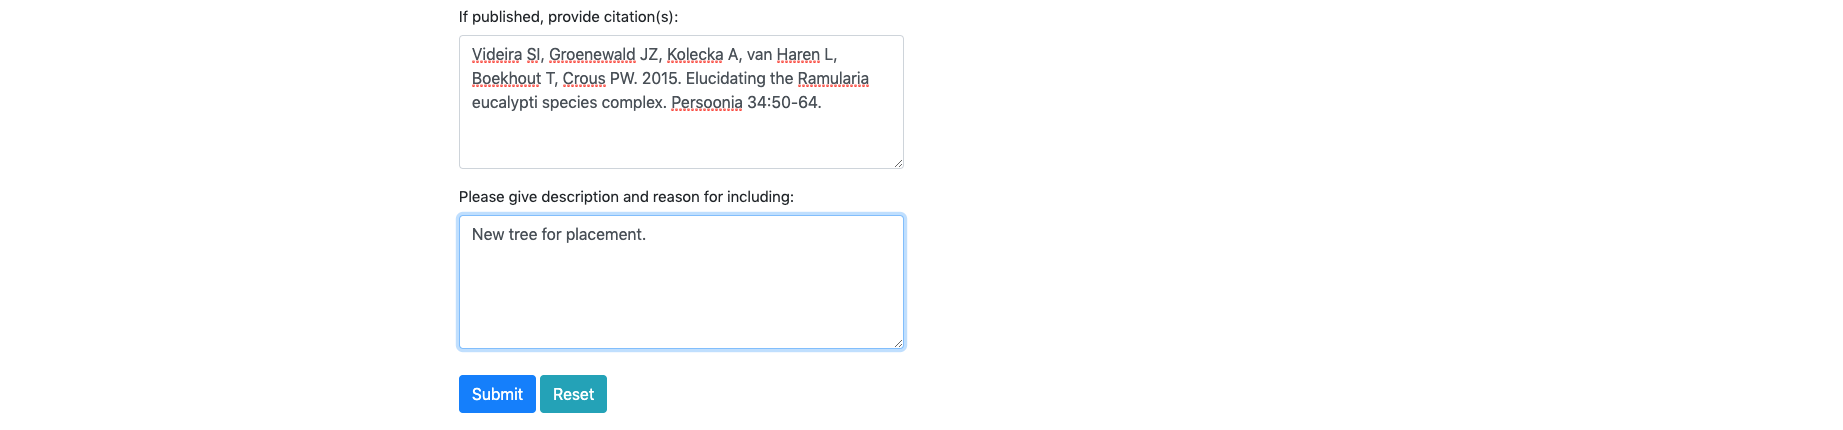 If published, provide citation(s):
Videira SI, Groenewald JZ, Kolecka A, van Haren L,
Boekhout T, Crous PW. 2015. Elucidating the Ramularia
eucalypti species complex. Persoonia 34:50-64.
Please give description and reason for including:
New tree for placement.
Submit Reset